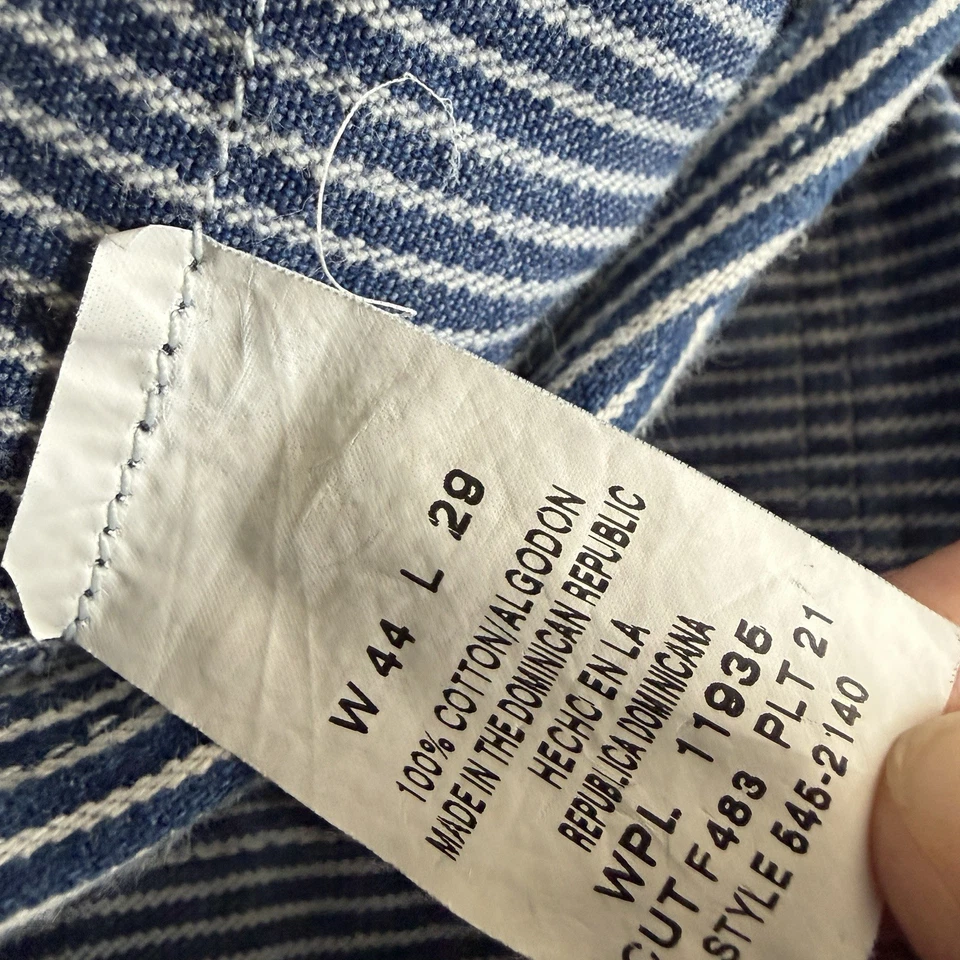 W 44 L 29
100% COTTON/ALGODON
MADE IN THE DOMINICAN REPUBLIC
HECHO EN LA
REPUBLICA DOMINICANA
WPL 11935
CUT F483 PLT 21
STYLE 545-2140